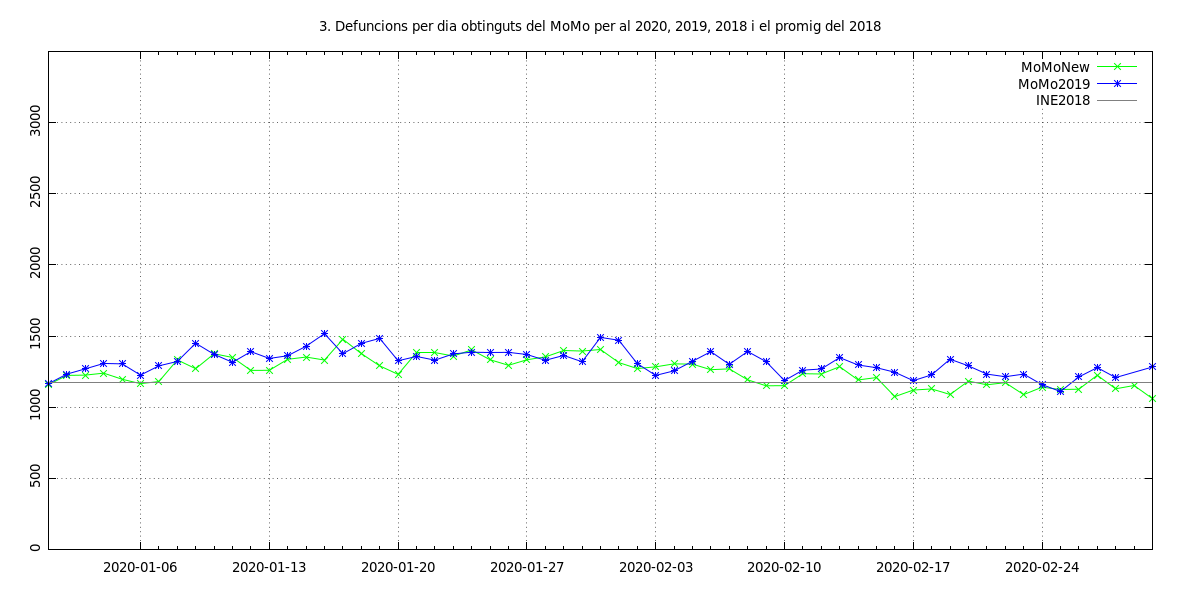 3. Defuncions per dia obtinguts del MoMo per al 2020, 2019, 2018 i el promig del 2018
MoMoNew
MoMo2019
INE2018
3000
2500
2000
1500
1000
500
0
2020-01-06 2020-01-13 2020-01-20 2020-01-27 2020-02-03 2020-02-10 2020-02-17 2020-02-24